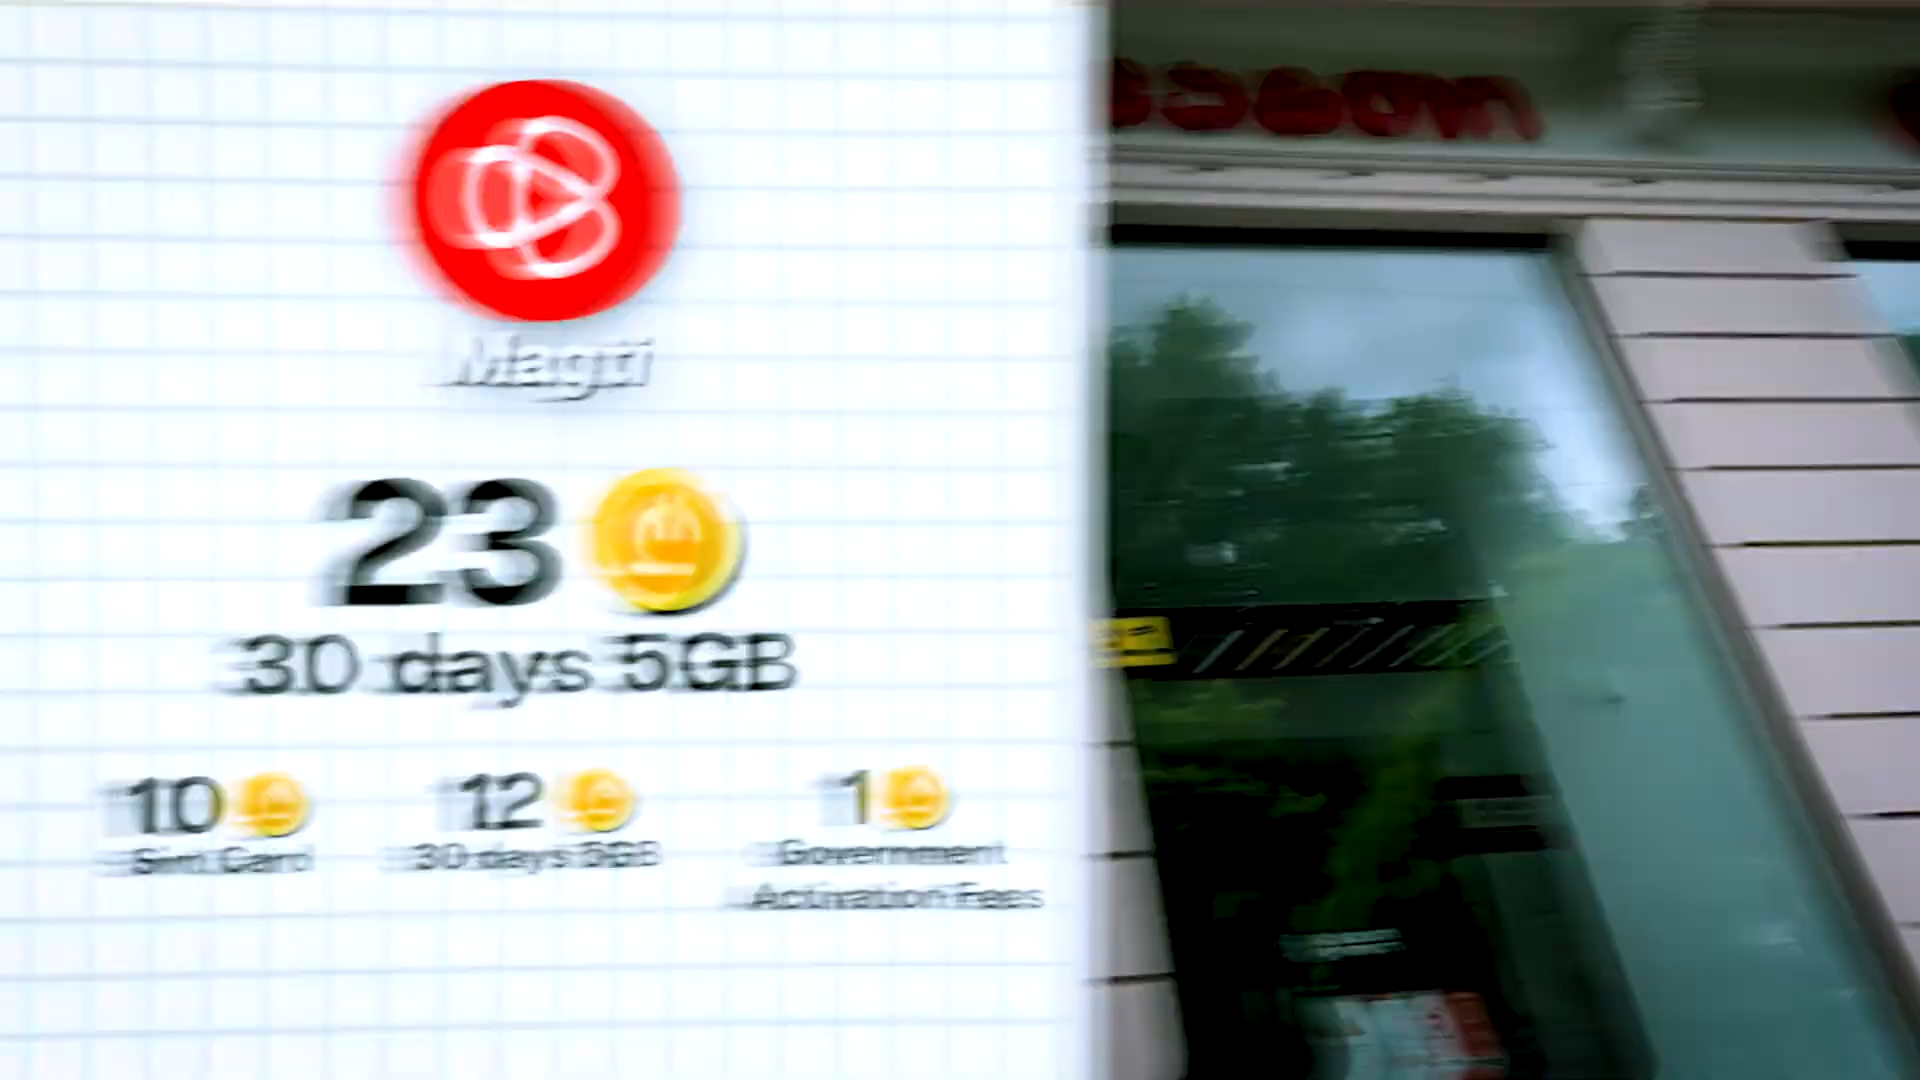 Magti
23
30 days 5GB
10
Sim Card
12
30 days 5GB
1
Government
Activation Fees